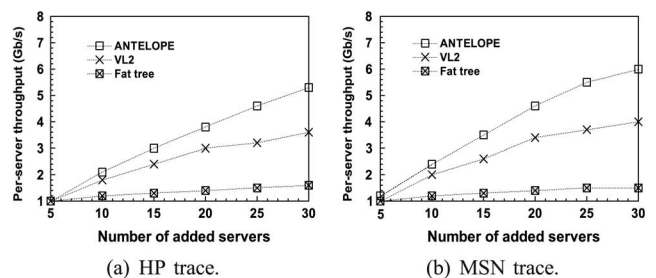 Per-server throughput (Gb/s)
8
7
6
5
4
3
2
1
ANTELOPE
VL2
Fat tree
5 10 15 20 25 30
Number of added servers
(a) HP trace.
Per-server throughput (Gb/s)
8
7
6
5
4
3
2
1
ANTELOPE
VL2
Fat tree
5 10 15 20 25 30
Number of added servers
(b) MSN trace.